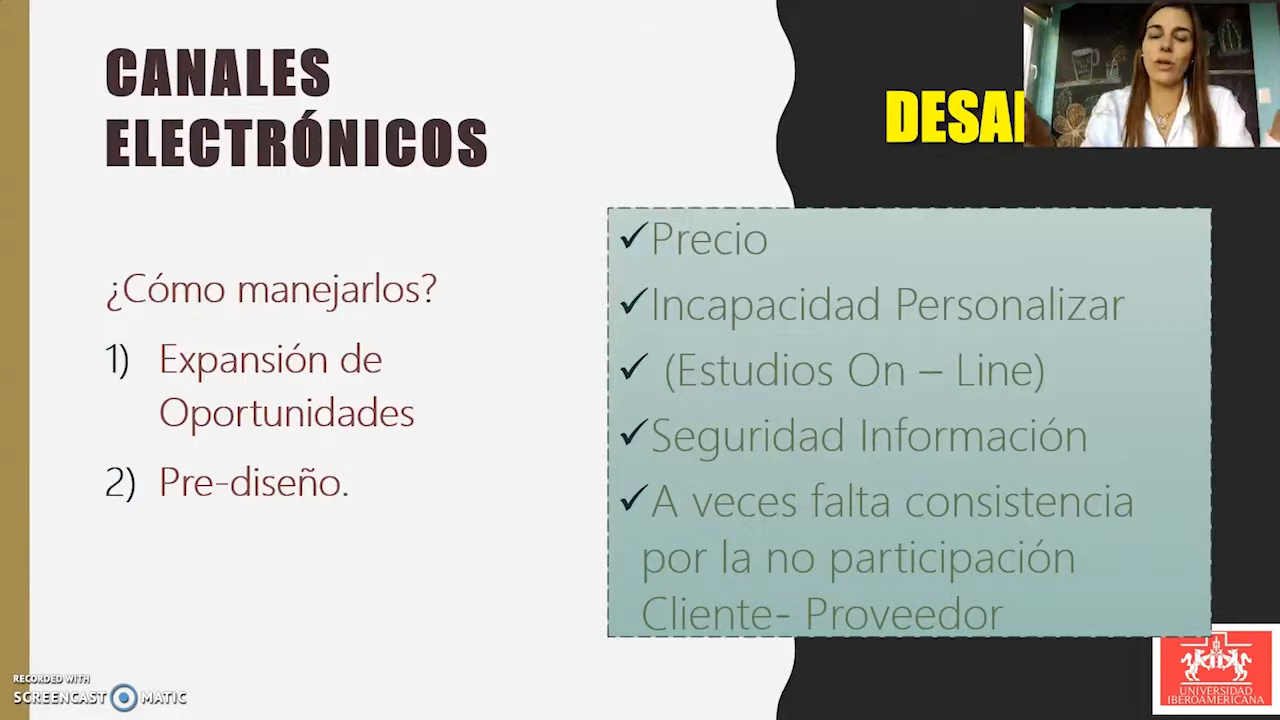 CANALES
ELECTRÓNICOS
¿Cómo manejarlos?
1) Expansión de
Oportunidades
2) Pre-diseño.
✓Precio
✓Incapacidad Personalizar
✓ (Estudios On – Line)
✓Seguridad Información
✓A veces falta consistencia
por la no participación
Cliente- Proveedor
RECORDED WITH
SCREENCAST MATIC
UNIVERSIDAD
IBEROAMERICANA